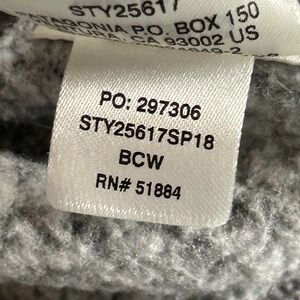 STY25617
P.O. BOX 150
CA 93002 US
PO: 297306
STY25617SP18
BCW
RN# 51884